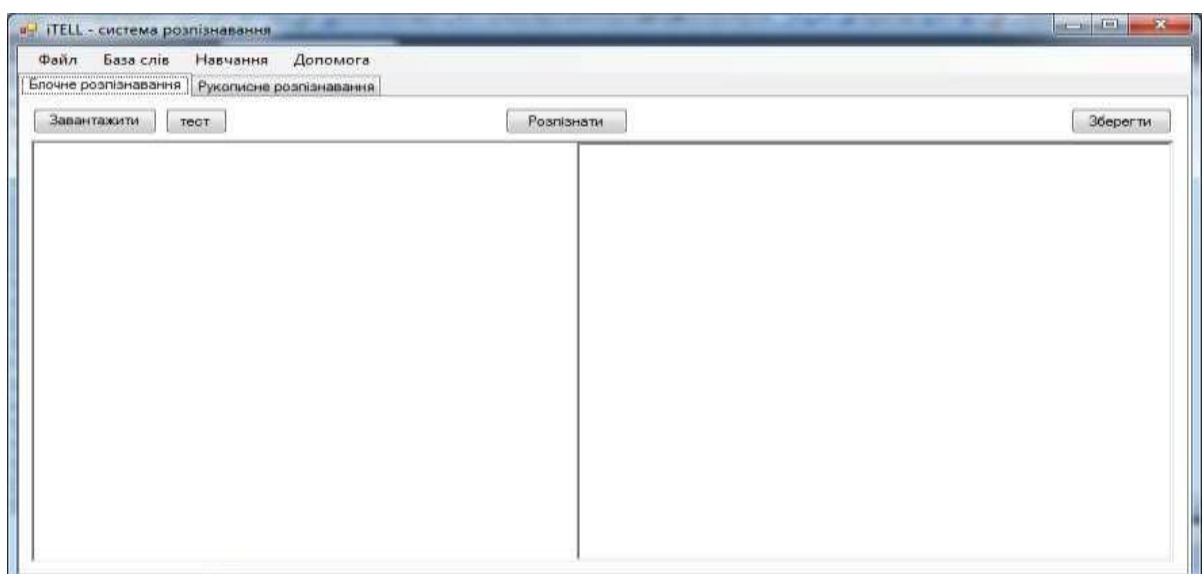 iTELL - система розпізнавання
Файл База слів Навчання Допомога
Блочне розпізнавання Рукописне розпізнавання
Завантажити тест Розпізнати Зберегти